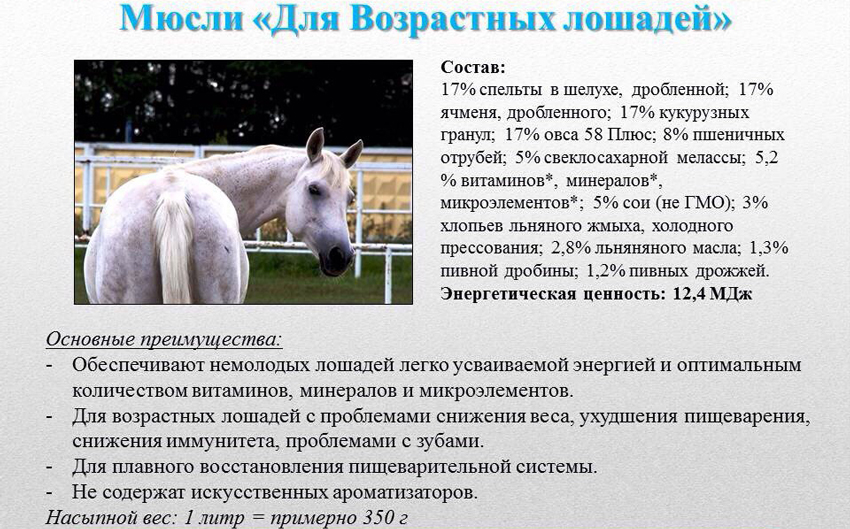 Мюсли «Для Возрастных лошадей»
Состав:
17% спельты в шелухе, дробленной; 17%
ячменя, дробленного; 17% кукурузных
гранул; 17% овса 58 Плюс; 8% пшеничных
отрубей; 5% свеклосахарной мелассы; 5,2
% витаминов*, минералов*,
микроэлементов*; 5% сои (не ГМО); 3%
хлопьев льняного жмыха, холодного
прессования; 2,8% льняняного масла; 1,3%
пивной дробины; 1,2% пивных дрожжей.
Энергетическая ценность: 12,4 МДж
Основные преимущества:
- Обеспечивают немолодых лошадей легко усваиваемой энергией и оптимальным
количеством витаминов, минералов и микроэлементов.
- Для возрастных лошадей с проблемами снижения веса, ухудшения пищеварения,
снижения иммунитета, проблемами с зубами.
- Для плавного восстановления пищеварительной системы.
- Не содержат искусственных ароматизаторов.
Насыпной вес: 1 литр = примерно 350 г